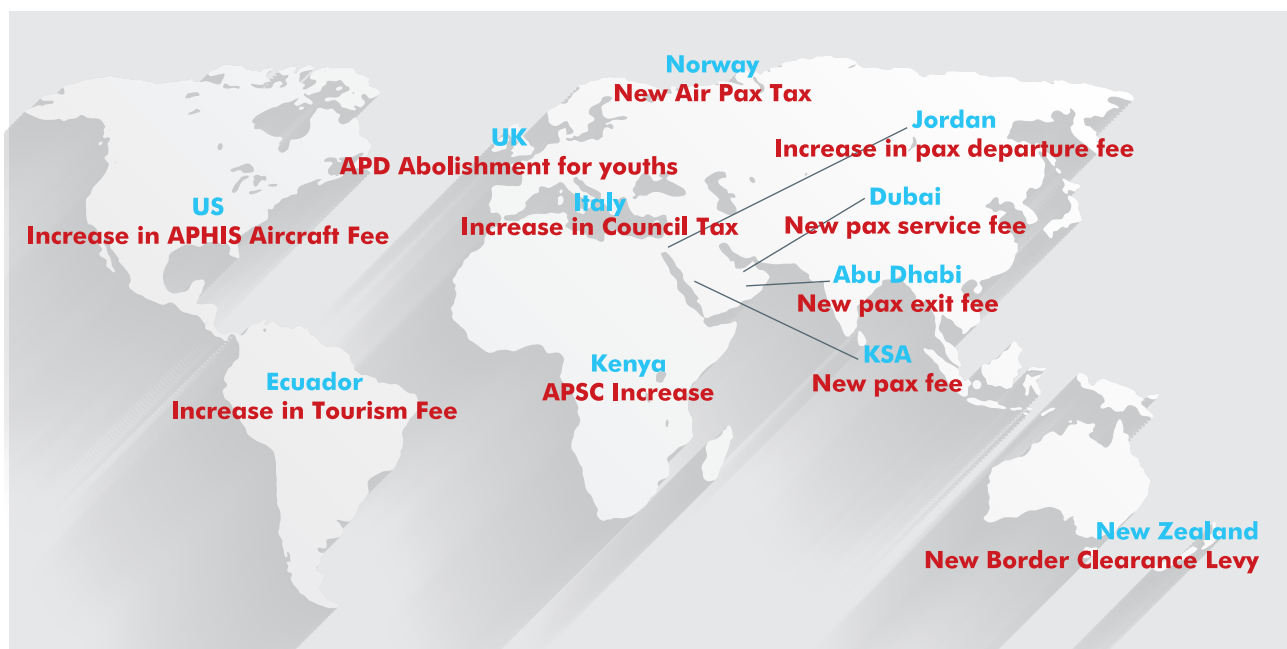 Norway
New Air Pax Tax
Jordan
Increase in pax departure fee
UK
APD Abolishment for youths
Italy
Increase in Council Tax
US
Increase in APHIS Aircraft Fee
Dubai
New pax service fee
Abu Dhabi
New pax exit fee
KSA
New pax fee
Kenya
APSC Increase
Ecuador
Increase in Tourism Fee
New Zealand
New Border Clearance Levy